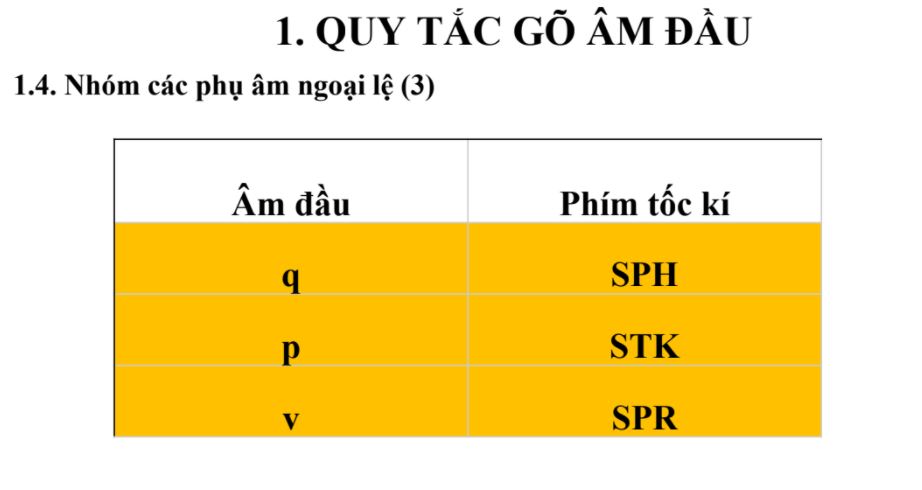 1. QUY TẮC GÕ ÂM ĐẦU
1.4. Nhóm các phụ âm ngoại lệ (3)
Âm đầu Phím tốc kí
q SPH
p STK
v SPR